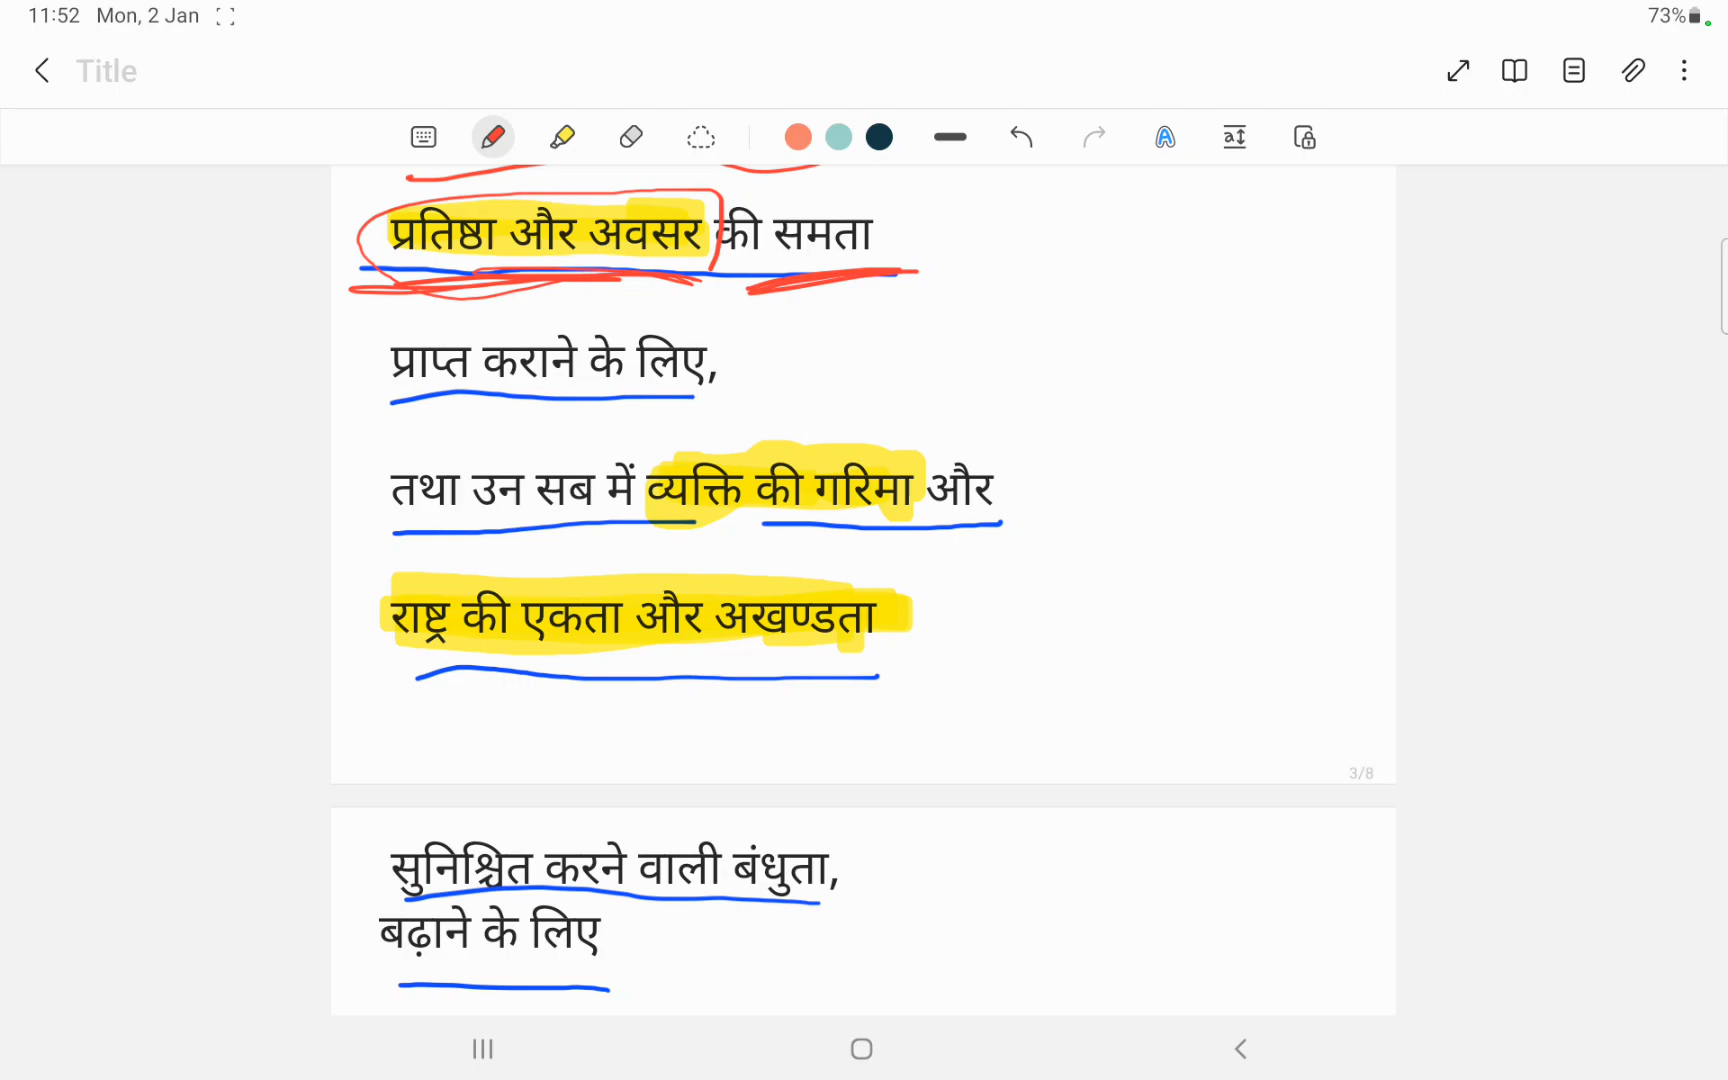 11:52 Mon, 2 Jan 73%
Title
प्रतिष्ठा और अवसर की समता
प्राप्त कराने के लिए,
तथा उन सब में व्यक्ति की गरिमा और
राष्ट्र की एकता और अखण्डता
3/8
सुनिश्चित करने वाली बंधुता,
बढ़ाने के लिए